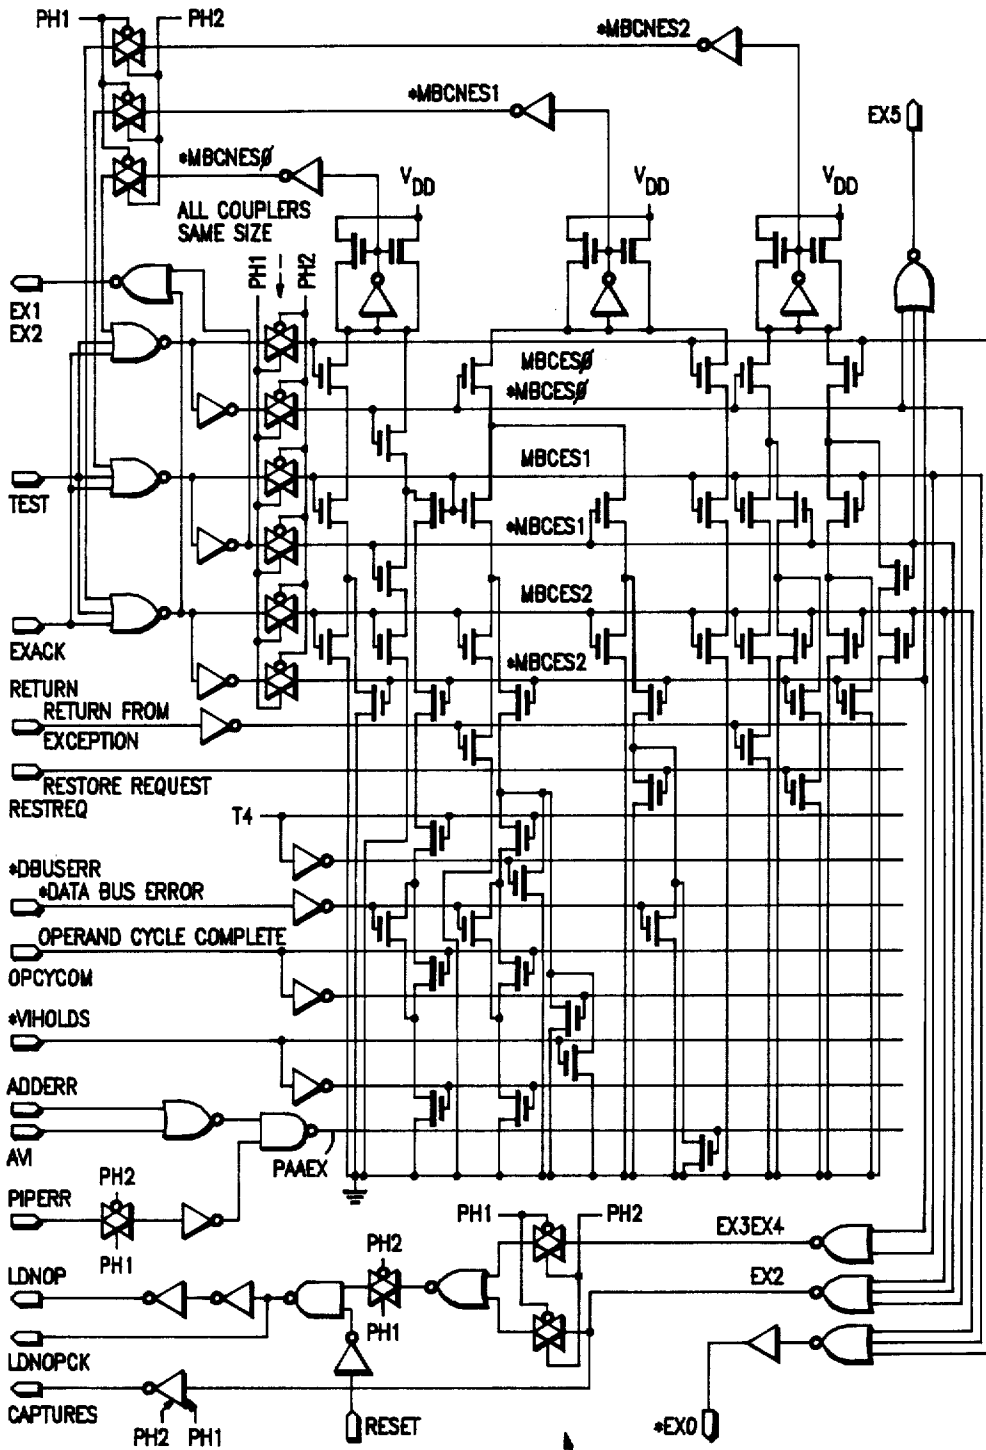 PH1
PH2
*MBCNES2
*MBCNES1
EX5
*MBCNESØ
VDD
VDD
VDD
ALL COUPLERS
SAME SIZE
PH1
PH2
EX1
EX2
MBCESØ
*MBCESØ
MBCES1
TEST
*MBCES1
MBCES2
EXACK
*MBCES2
RETURN
RETURN FROM
EXCEPTION
RESTORE REQUEST
RESTREQ
T4
*DBUSERR
*DATA BUS ERROR
OPERAND CYCLE COMPLETE
OPCYCOM
*VIHOLDS
ADDERR
AVI
PAAEX
PH2
PIPERR
PH1
PH1
PH2
EX3EX4
PH2
LDNOP
EX2
PH1
LDNOPCK
CAPTURES
PH2
PH1
RESET
*EX0